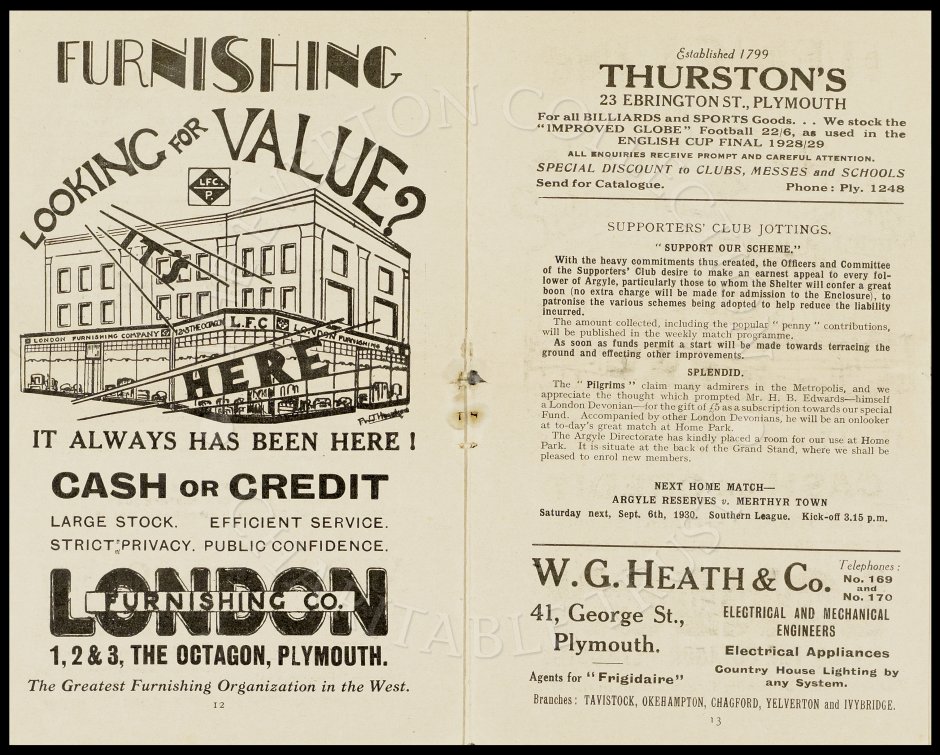 FURNISHING
LOOKING FOR VALUE?
L.F.C.
P.
IT'S
LONDON FURNISHING COMPANY
1·2·3 THE OCTAGON
L.F.C
LONDON FURNISHING
HERE
IT ALWAYS HAS BEEN HERE !
CASH OR CREDIT
LARGE STOCK. EFFICIENT SERVICE.
STRICT PRIVACY. PUBLIC CONFIDENCE.
LONDON
FURNISHING CO.
1, 2 & 3, THE OCTAGON, PLYMOUTH.
The Greatest Furnishing Organization in the West.
12
Established 1799
THURSTON'S
23 EBRINGTON ST., PLYMOUTH
For all BILLIARDS and SPORTS Goods. . . We stock the
"IMPROVED GLOBE" Football 22/6, as used in the
ENGLISH CUP FINAL 1928/29
ALL ENQUIRIES RECEIVE PROMPT AND CAREFUL ATTENTION.
SPECIAL DISCOUNT to CLUBS, MESSES and SCHOOLS
Send for Catalogue. Phone : Ply. 1248
SUPPORTERS' CLUB JOTTINGS.
"SUPPORT OUR SCHEME."
With the heavy commitments thus created, the Officers and Committee
of the Supporters' Club desire to make an earnest appeal to every fol-
lower of Argyle, particularly those to whom the Shelter will confer a great
boon (no extra charge will be made for admission to the Enclosure), to
patronise the various schemes being adopted to help reduce the liability
incurred.
The amount collected, including the popular " penny " contributions,
will be published in the weekly match programme.
As soon as funds permit a start will be made towards terracing the
ground and effecting other improvements.
SPLENDID.
The " Pilgrims " claim many admirers in the Metropolis, and we
appreciate the thought which prompted Mr. H. B. Edwards—himself
a London Devonian—for the gift of £5 as a subscription towards our special
Fund. Accompanied by other London Devonians, he will be an onlooker
at to-day's great match at Home Park.
The Argyle Directorate has kindly placed a room for our use at Home
Park. It is situate at the back of the Grand Stand, where we shall be
pleased to enrol new members.
NEXT HOME MATCH—
ARGYLE RESERVES v. MERTHYR TOWN
Saturday next, Sept. 6th, 1930. Southern League. Kick-off 3.15 p.m.
W. G. HEATH & Co.
Telephones :
No. 169
and
No. 170
41, George St.,
Plymouth.
Agents for "Frigidaire"
ELECTRICAL AND MECHANICAL
ENGINEERS
Electrical Appliances
Country House Lighting by
any System.
Branches : TAVISTOCK, OKEHAMPTON, CHAGFORD, YELVERTON and IVYBRIDGE.
13